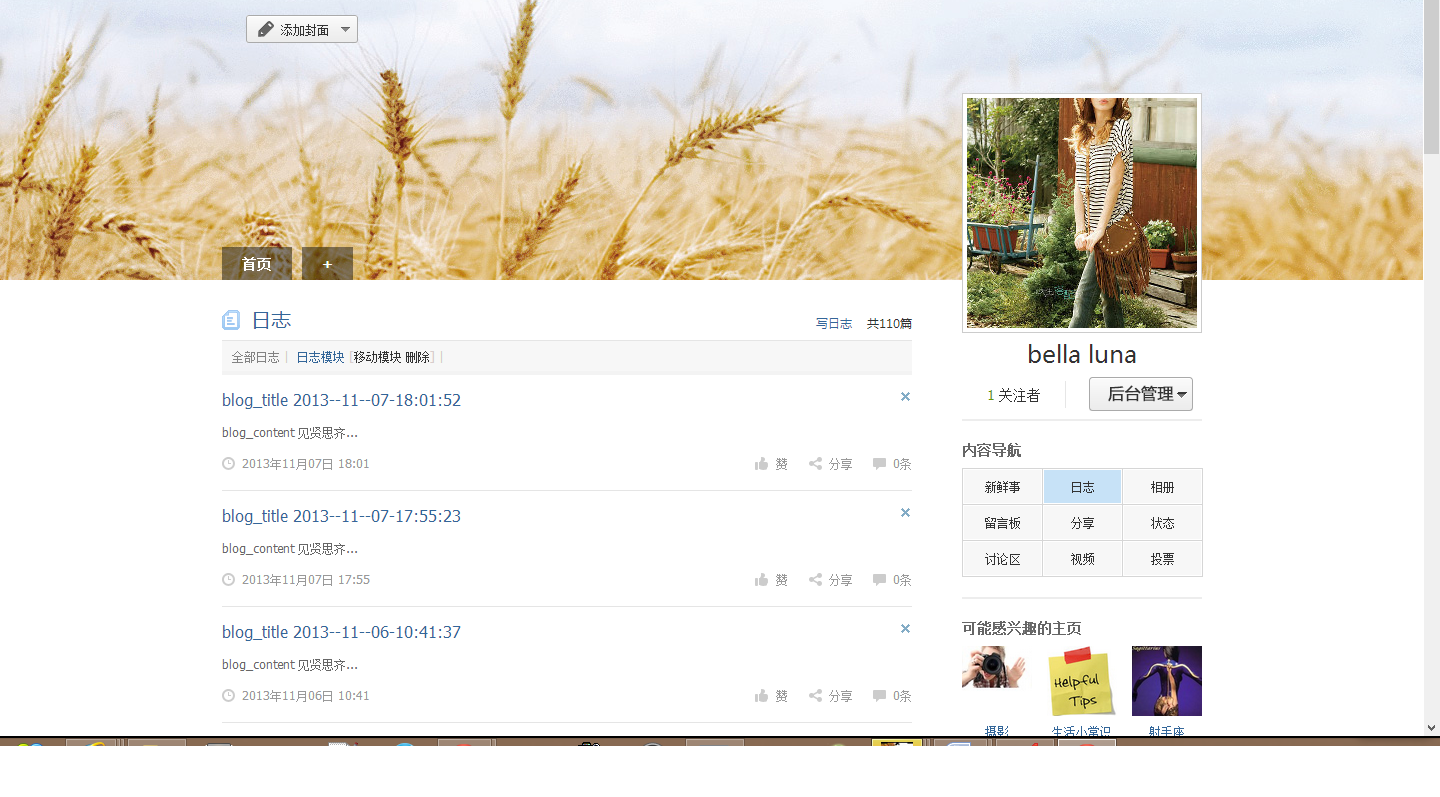 添加封面
首页
+
日志
写日志 共110篇
全部日志 | 日志模块 [移动模块 删除] |
blog_title 2013--11--07-18:01:52
blog_content 见贤思齐...
2013年11月07日 18:01 赞 分享 0条
blog_title 2013--11--07-17:55:23
blog_content 见贤思齐...
2013年11月07日 17:55 赞 分享 0条
blog_title 2013--11--06-10:41:37
blog_content 见贤思齐...
2013年11月06日 10:41 赞 分享 0条
bella luna
1 关注者 后台管理
内容导航
新鲜事 日志 相册
留言板 分享 状态
讨论区 视频 投票
可能感兴趣的主页
Helpful
Tips
摄影 生活小常识 射手座